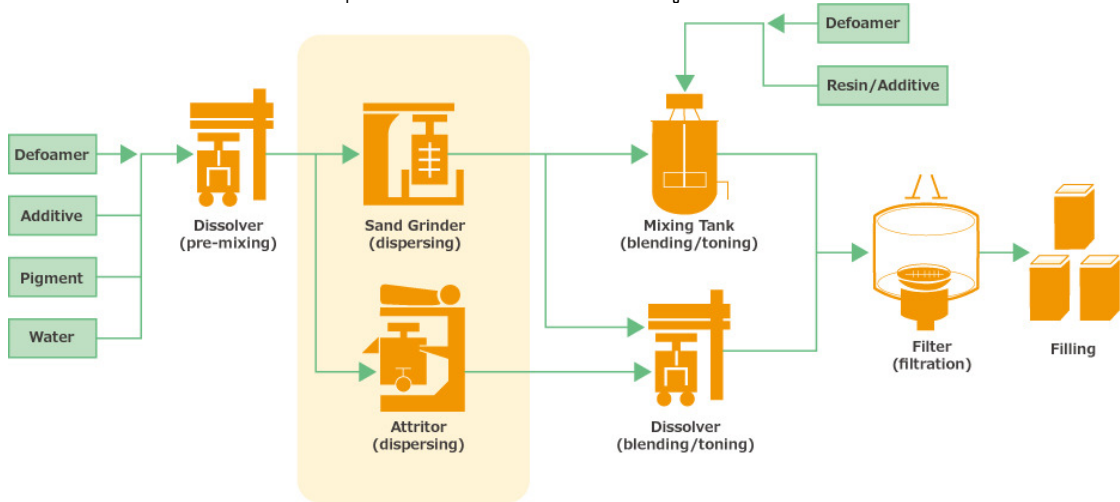 Defoamer
Resin/Additive
Defoamer
Additive
Pigment
Water
Dissolver
(pre-mixing)
Sand Grinder
(dispersing)
Mixing Tank
(blending/toning)
Attritor
(dispersing)
Dissolver
(blending/toning)
Filter
(filtration)
Filling